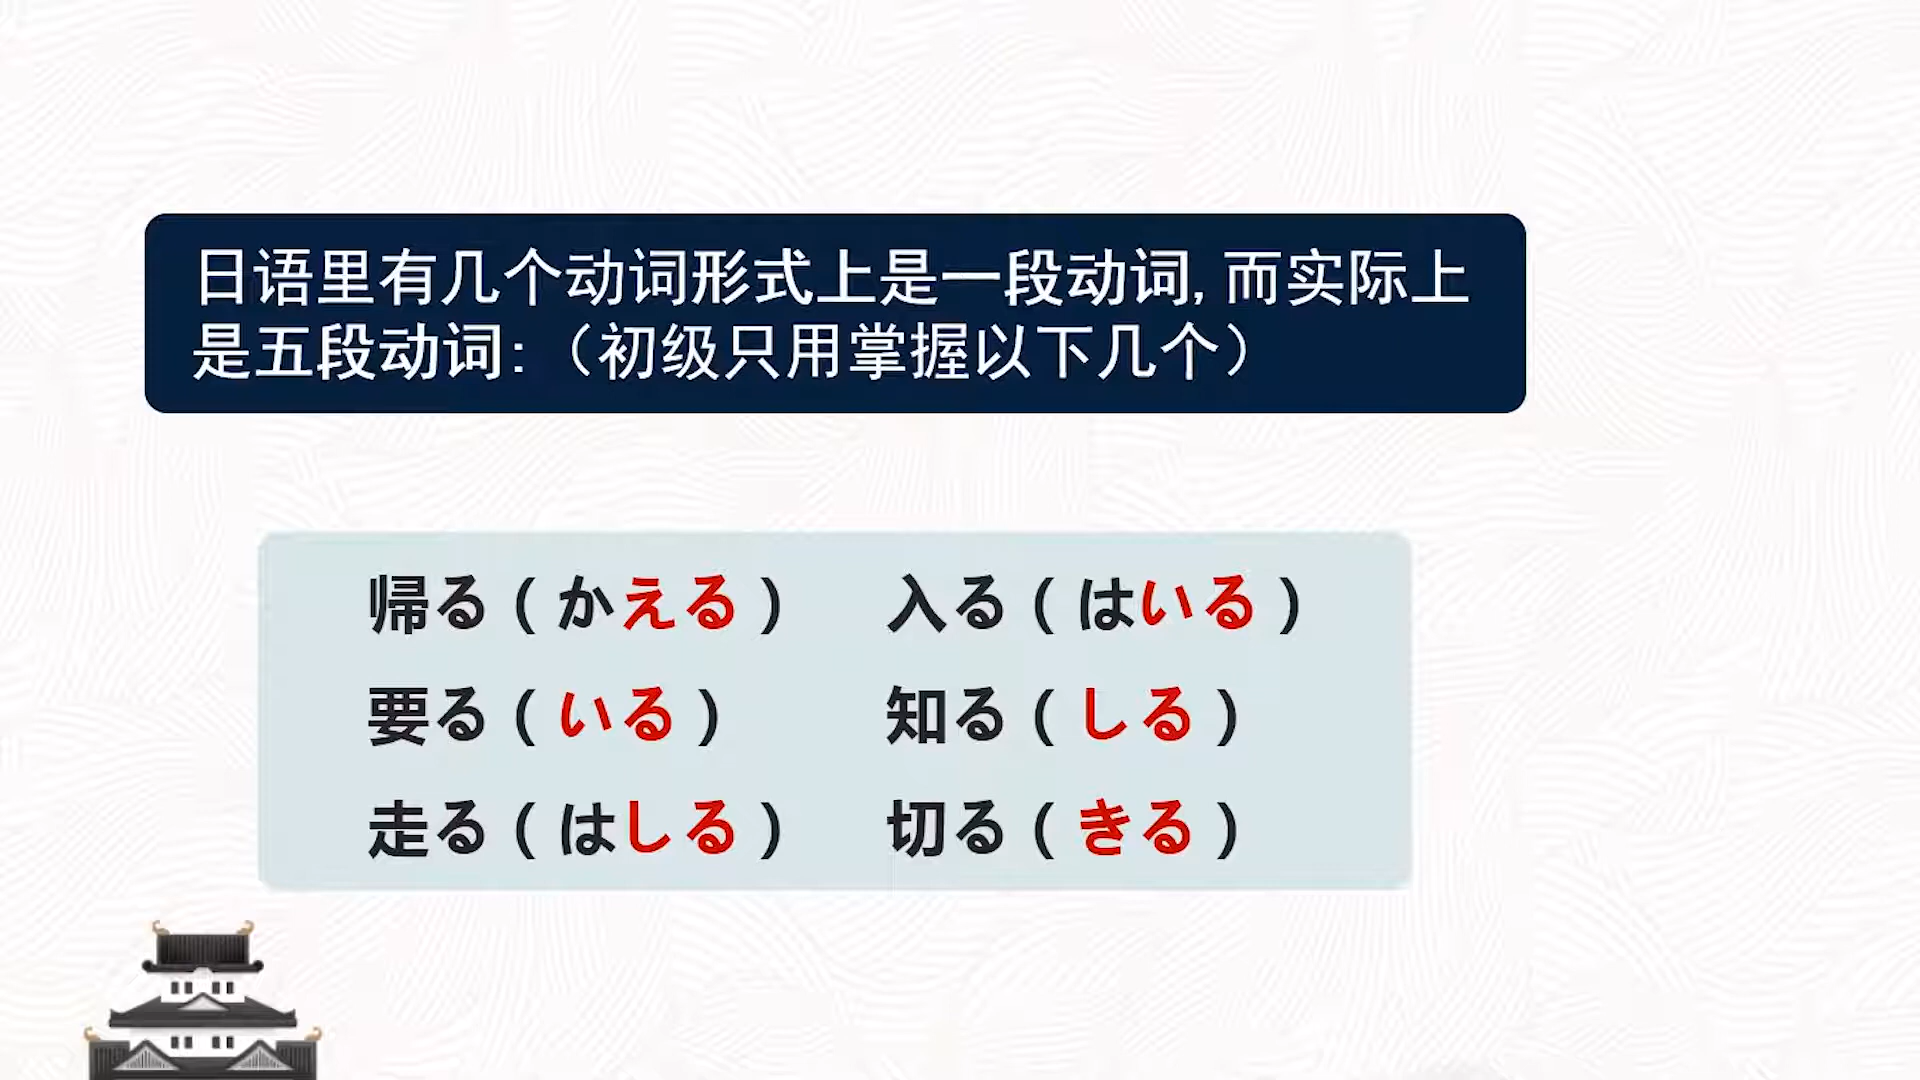 日语里有几个动词形式上是一段动词,而实际上
是五段动词:（初级只用掌握以下几个）
帰る（かえる） 入る（はいる）
要る（いる） 知る（しる）
走る（はしる） 切る（きる）